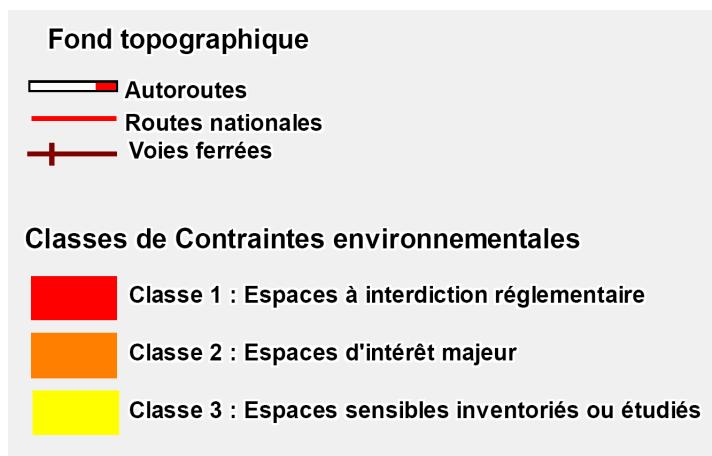 Fond topographique
Autoroutes
Routes nationales
Voies ferrées
Classes de Contraintes environnementales
Classe 1 : Espaces à interdiction réglementaire
Classe 2 : Espaces d'intérêt majeur
Classe 3 : Espaces sensibles inventoriés ou étudiés